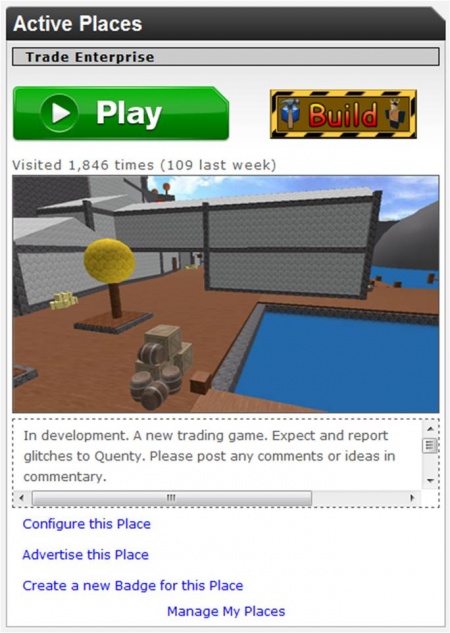 Active Places
Trade Enterprise
Play
Build
Visited 1,846 times (109 last week)
In development. A new trading game. Expect and report
glitches to Quenty. Please post any comments or ideas in
commentary.
Configure this Place
Advertise this Place
Create a new Badge for this Place
Manage My Places